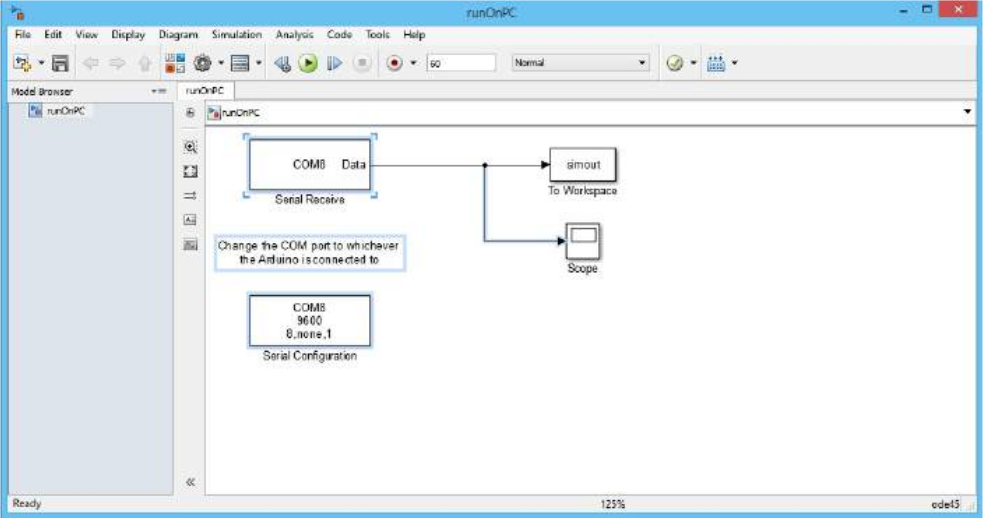 runOnPC
File Edit View Display Diagram Simulation Analysis Code Tools Help
60 Normal
Model Browser
runOnPC
runOnPC
runOnPC
COM8 Data
Serial Receive
simout
To Workspace
Scope
Change the COM port to whichever
the Arduino is connected to
COM8
9600
8,none,1
Serial Configuration
Ready 125% ode45